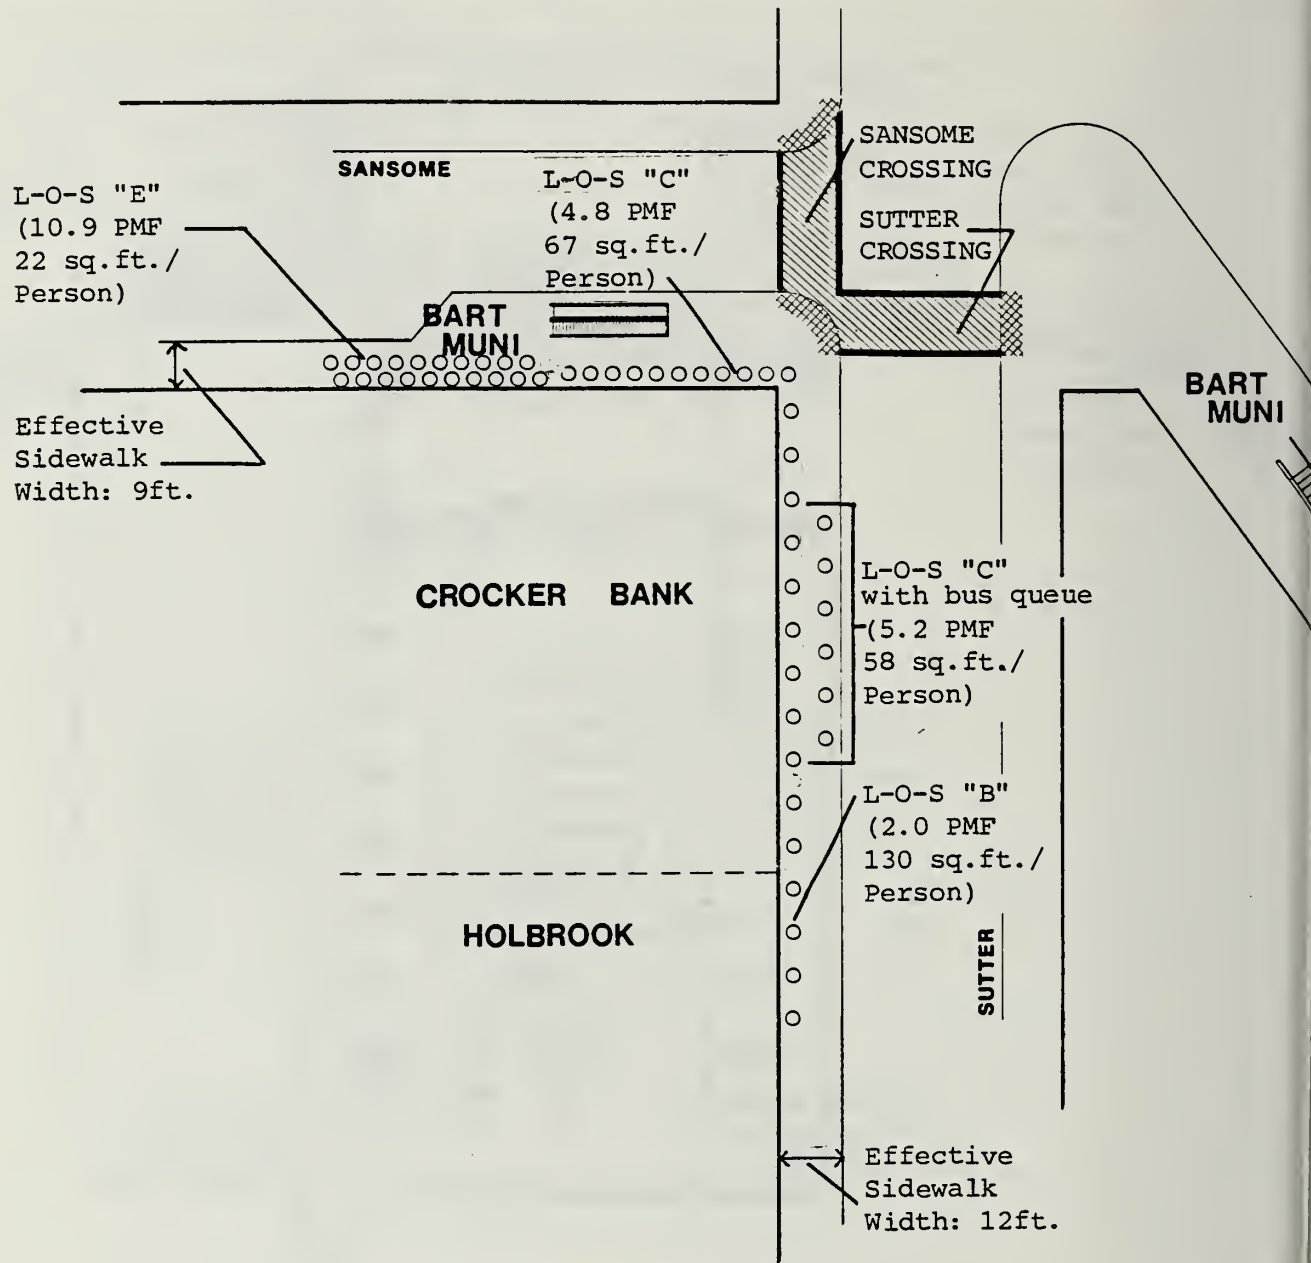 SANSOME
L-O-S "E"
(10.9 PMF
22 sq.ft./
Person)
L-O-S "C"
(4.8 PMF
67 sq.ft./
Person)
SANSOME
CROSSING
SUTTER
CROSSING
BART
MUNI
BART
MUNI
Effective
Sidewalk
Width: 9ft.
CROCKER BANK
L-O-S "C"
with bus queue
(5.2 PMF
58 sq.ft./
Person)
L-O-S "B"
(2.0 PMF
130 sq.ft./
Person)
HOLBROOK
SUTTER
Effective
Sidewalk
Width: 12ft.